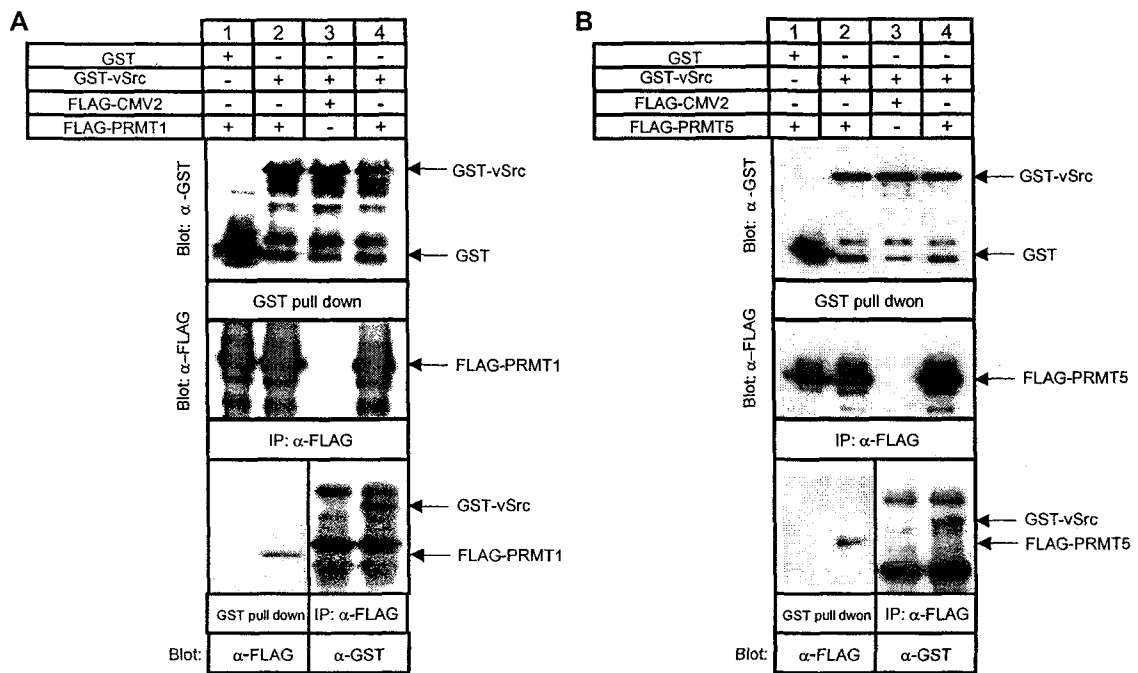 A
1 2 3 4
GST + - - -
GST-vSrc - + + +
FLAG-CMV2 - - + -
FLAG-PRMT1 + + - +
Blot: α-GST
GST-vSrc
GST
GST pull down
Blot: α-FLAG
FLAG-PRMT1
IP: α-FLAG
GST-vSrc
FLAG-PRMT1
GST pull down IP: α-FLAG
Blot: α-FLAG α-GST
B
1 2 3 4
GST + - - -
GST-vSrc - + + +
FLAG-CMV2 - - + -
FLAG-PRMT5 + + - +
Blot: α-GST
GST-vSrc
GST
GST pull dwon
Blot: α-FLAG
FLAG-PRMT5
IP: α-FLAG
GST-vSrc
FLAG-PRMT5
GST pull dwon IP: α-FLAG
Blot: α-FLAG α-GST